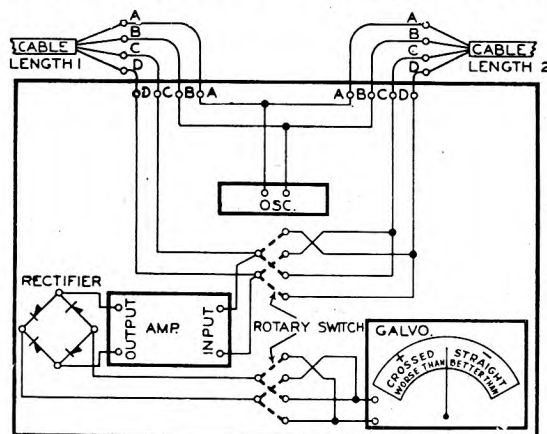 A
B
CABLE
C
LENGTH 1
D
A
B
CABLE
C
LENGTH 2
D
D C B A
A B C D
OSC.
RECTIFIER
OUTPUT
AMP.
INPUT
ROTARY SWITCH
GALVO.
+ −
CROSSED STRAIGHT
WORSE THAN BETTER THAN